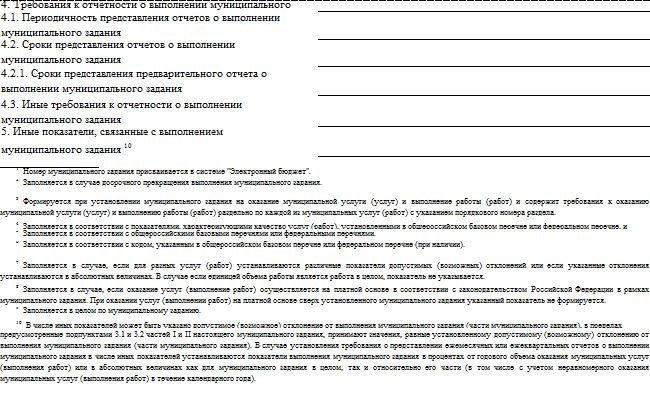 4. Требования к отчетности о выполнении муниципального
4.1. Периодичность представления отчетов о выполнении
муниципального задания
4.2. Сроки представления отчетов о выполнении
муниципального задания
4.2.1. Сроки представления предварительного отчета о
выполнении муниципального задания
4.3. Иные требования к отчетности о выполнении
муниципального задания
5. Иные показатели, связанные с выполнением
муниципального задания 10
1 Номер муниципального задания присваивается в системе "Электронный бюджет".
Заполняется в случае досрочного прекращения выполнения муниципального задания.
3 Формируется при установлении муниципального задания на оказание муниципальной услуги (услуг) и выполнение работы (работ) и содержит требования к оказанию
муниципальной услуги (услуг) и выполнению работы (работ) раздельно по каждой из муниципальных услуг (работ) с указанием порядкового номера раздела.
Заполняется в соответствии с показателями, характеризующими качество услуг (работ), установленными в общероссийском базовом перечне или федеральном перечне, и
Заполняется в соответствии с общероссийскими базовыми перечнями или федеральными перечнями.
6 Заполняется в соответствии с кодом, указанным в общероссийском базовом перечне или федеральном перечне (при наличии).
7 Заполняется в случае, если для разных услуг (работ) устанавливаются различные показатели допустимых (возможных) отклонений или если указанные отклонения
устанавливаются в абсолютных величинах. В случае если единицей объема является работа в целом, показатель не указывается.
8 Заполняется в случае, если оказание услуг (выполнение работ) осуществляется на платной основе в соответствии с законодательством Российской Федерации в рамках
муниципального задания. При оказании услуг (выполнении работ) на платной основе сверх установленного муниципального задания указанный показатель не формируется.
Заполняется в целом по муниципальному заданию.
10 В числе иных показателей может быть указано допустимое (возможное) отклонение от выполнения муниципального задания (части муниципального задания), в пределах
предусмотренные подпунктами 3.1 и 3.2 частей I и II настоящего муниципального задания, принимают значения, равные установленному допустимому (возможному) отклонению от
выполнения муниципального задания (части муниципального задания). В случае установления требования о представлении ежемесячных или ежеквартальных отчетов о выполнении
муниципального задания в числе иных показателей устанавливаются показатели выполнения муниципального задания в процентах от годового объема оказания муниципальных услуг
(выполнения работ) или в абсолютных величинах как для муниципального задания в целом, так и относительно его части (в том числе с учетом неравномерного оказания
муниципальных услуг (выполнения работ) в течение календарного года).